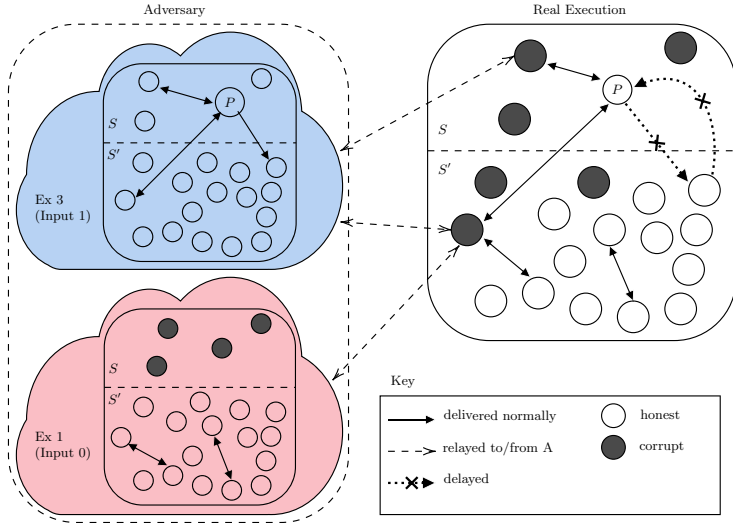 Adversary
Real Execution
P
S
S′
Ex 3
(Input 1)
P
S
S′
S
S′
Ex 1
(Input 0)
Key
delivered normally
honest
relayed to/from A
corrupt
delayed